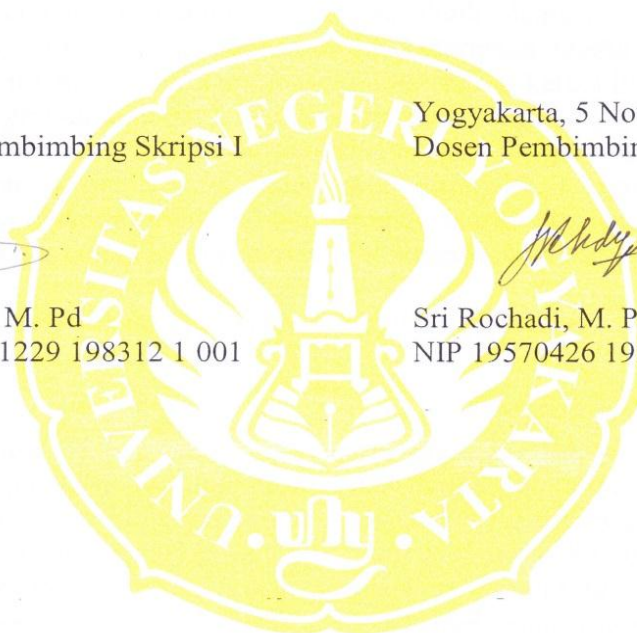 Yogyakarta, 5 No
mbimbing Skripsi I
Dosen Pembimbin
M. Pd
Sri Rochadi, M. P
1229 198312 1 001
NIP 19570426 19
UNIVERSITAS NEGERI YOGYAKARTA